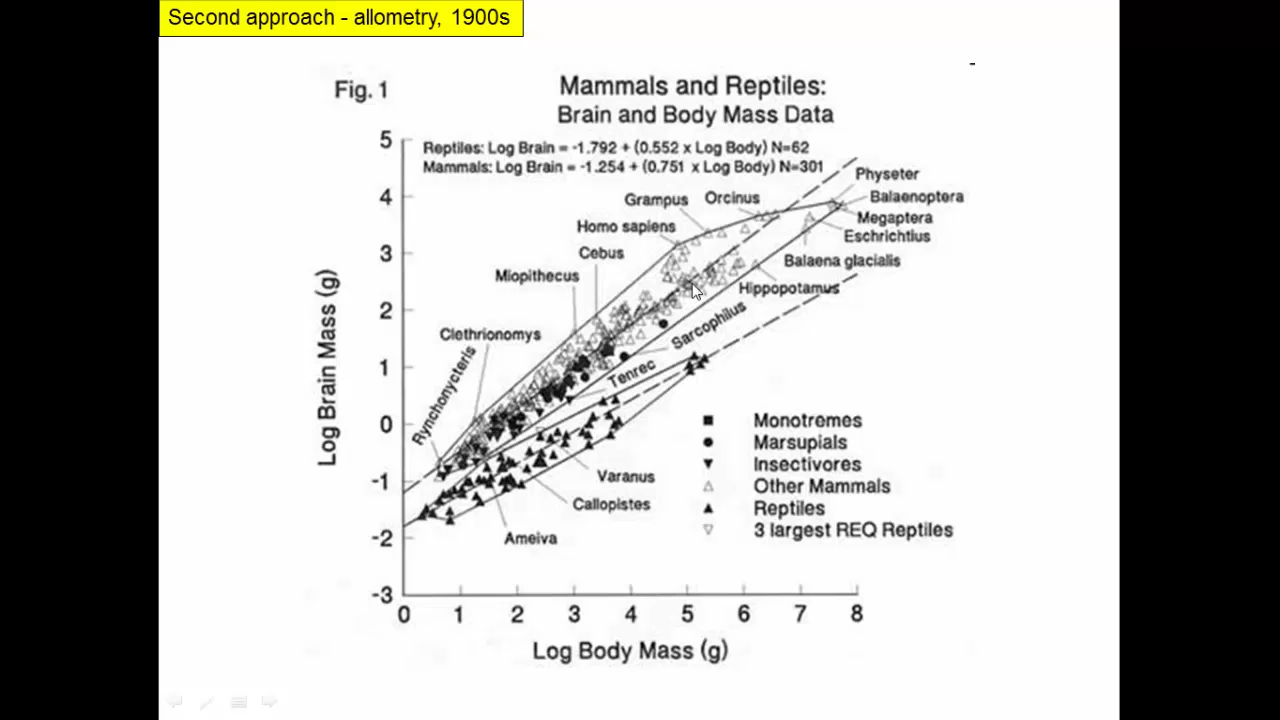 Second approach - allometry, 1900s
Fig. 1
Mammals and Reptiles:
Brain and Body Mass Data
Reptiles: Log Brain = -1.792 + (0.552 x Log Body) N=62
Mammals: Log Brain = -1.254 + (0.751 x Log Body) N=301
Log Brain Mass (g)
5
4
3
2
1
0
-1
-2
-3
Physeter
Balaenoptera
Megaptera
Eschrichtius
Balaena glacialis
Hippopotamus
Orcinus
Grampus
Homo sapiens
Cebus
Miopithecus
Clethrionomys
Rynchonycteris
Sarcophilus
Tenrec
Varanus
Callopistes
Ameiva
Monotremes
Marsupials
Insectivores
Other Mammals
Reptiles
3 largest REQ Reptiles
0 1 2 3 4 5 6 7 8
Log Body Mass (g)